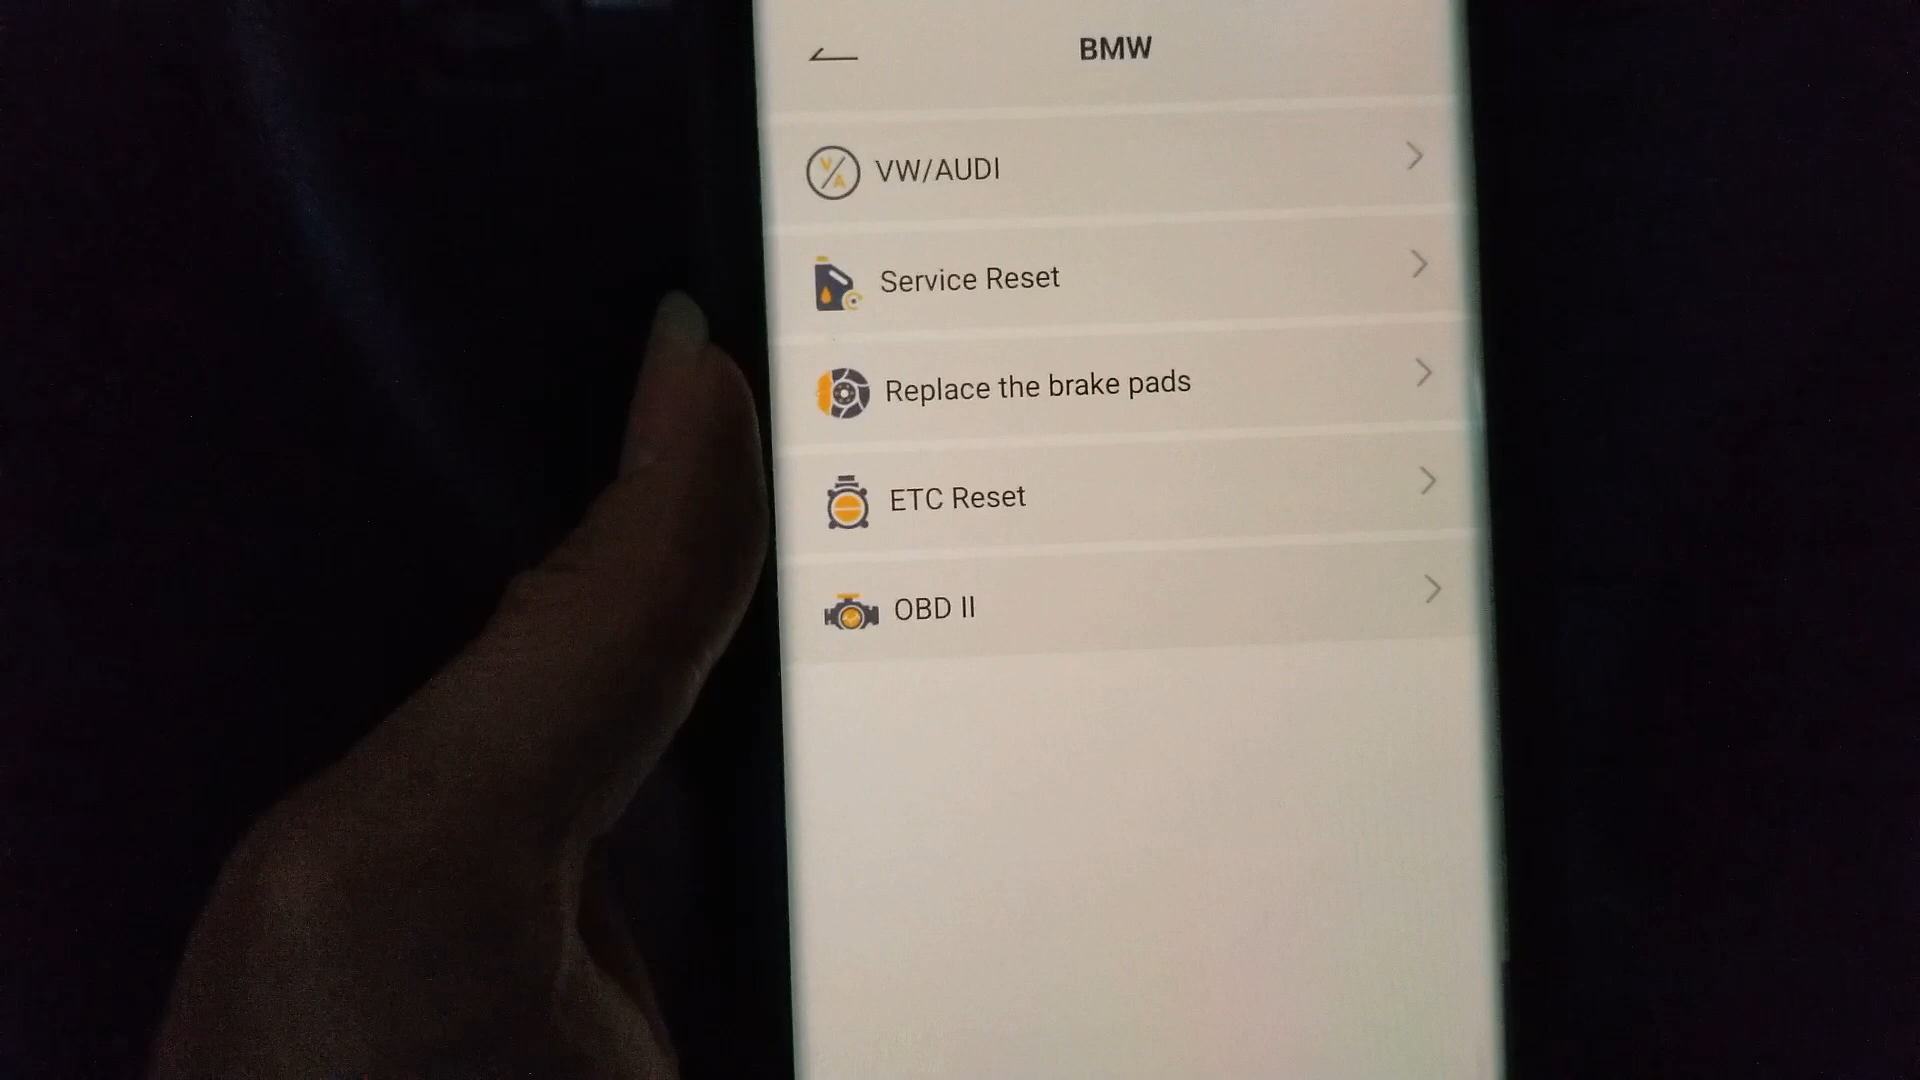 BMW
VW/AUDI
Service Reset
Replace the brake pads
ETC Reset
OBD II